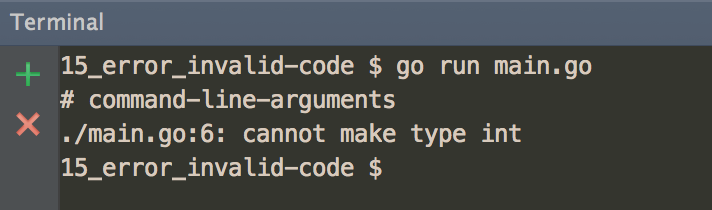 Terminal
15_error_invalid-code $ go run main.go
# command-line-arguments
./main.go:6: cannot make type int
15_error_invalid-code $